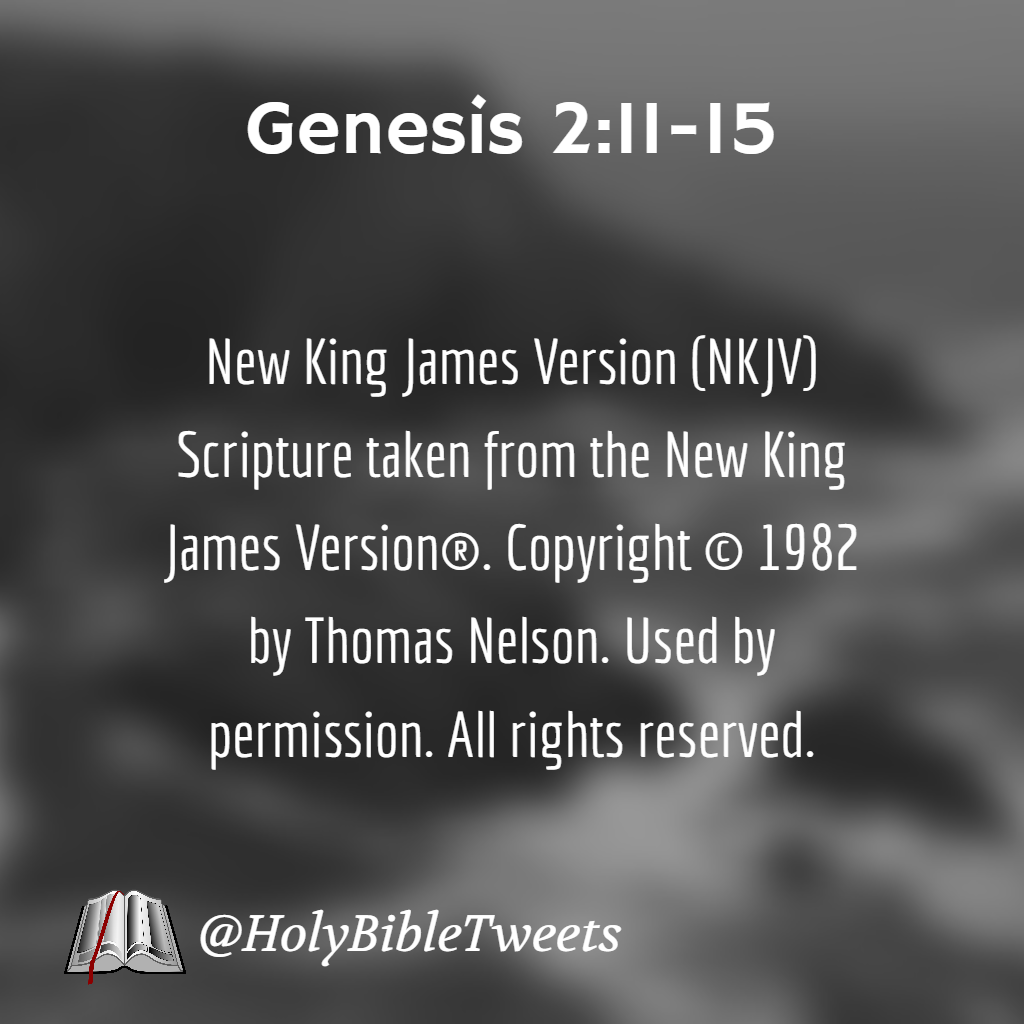 Genesis 2:11-15
New King James Version (NKJV)
Scripture taken from the New King
James Version®. Copyright © 1982
by Thomas Nelson. Used by
permission. All rights reserved.
@HolyBibleTweets